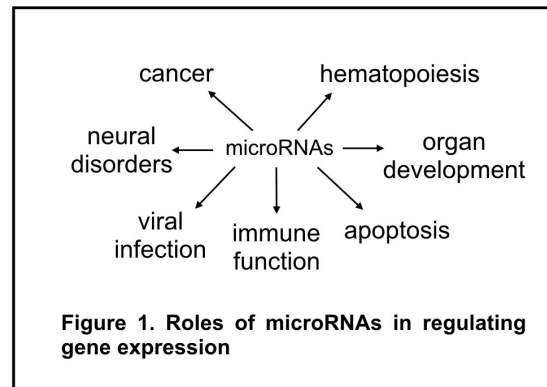 cancer
hematopoiesis
neural
disorders
microRNAs
organ
development
viral
infection
immune
function
apoptosis
Figure 1. Roles of microRNAs in regulating
gene expression